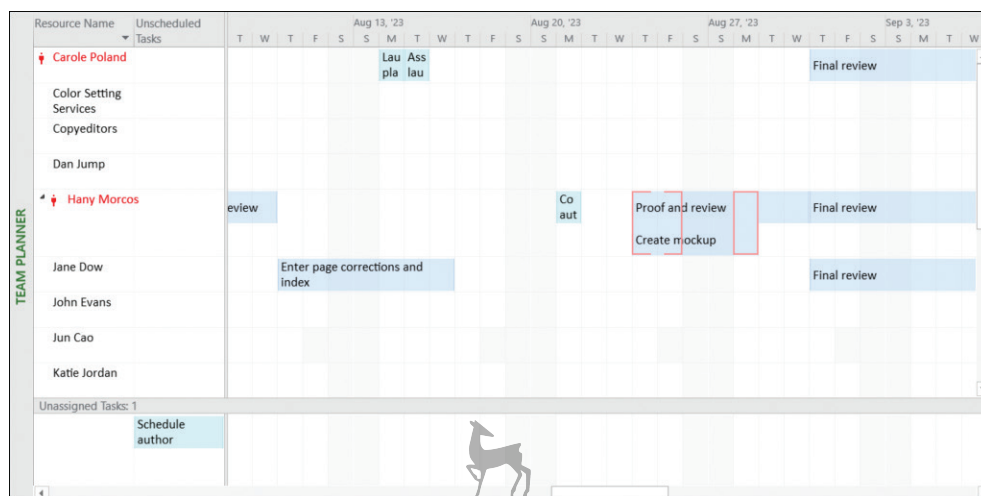 Resource Name Unscheduled Tasks Aug 13, '23 Aug 20, '23 Aug 27, '23 Sep 3, '23
T W T F S S M T W T F S S M T W T F S S M T W T F S S M T W
Carole Poland
Lau pla
Ass lau
Final review
Color Setting
Services
Copyeditors
Dan Jump
Hany Morcos
eview
Co aut
Proof and review
Final review
Create mockup
Jane Dow
Enter page corrections and
index
Final review
John Evans
Jun Cao
Katie Jordan
TEAM PLANNER
Unassigned Tasks: 1
Schedule
author